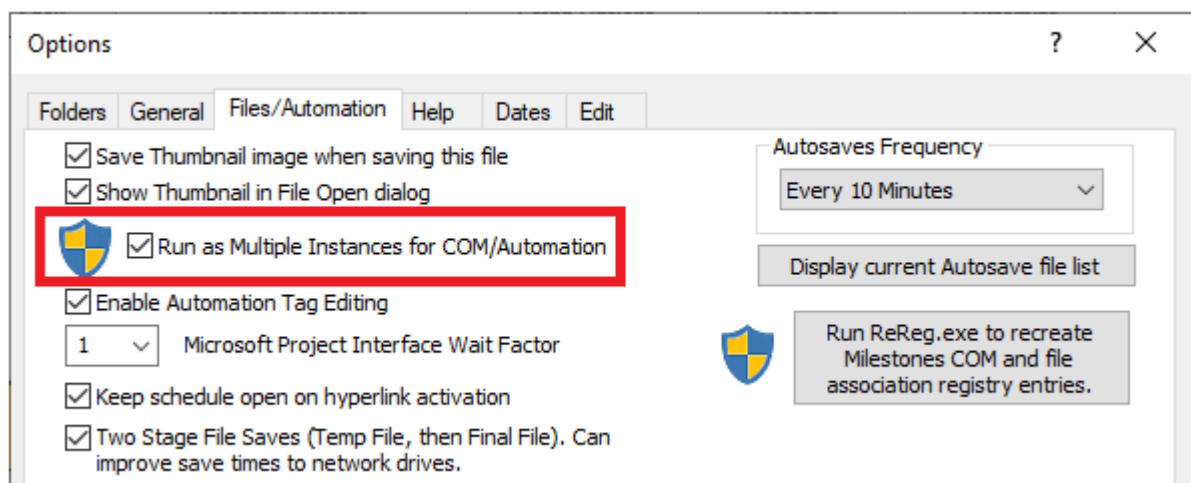 Options
?
Folders General Files/Automation Help Dates Edit
Save Thumbnail image when saving this file
Show Thumbnail in File Open dialog
Run as Multiple Instances for COM/Automation
Enable Automation Tag Editing
1 Microsoft Project Interface Wait Factor
Keep schedule open on hyperlink activation
Two Stage File Saves (Temp File, then Final File). Can
improve save times to network drives.
Autosaves Frequency
Every 10 Minutes
Display current Autosave file list
Run ReReg.exe to recreate
Milestones COM and file
association registry entries.